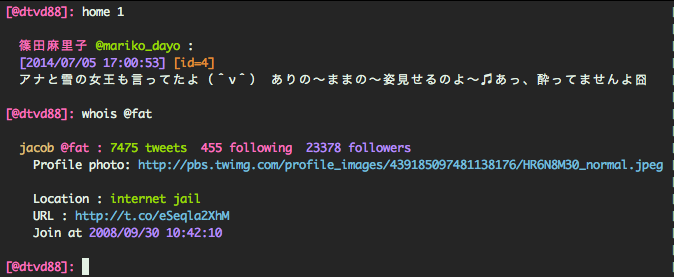 [@dtvd88]: home 1
篠田麻里子 @mariko_dayo :
[2014/07/05 17:00:53] [id=4]
アナと雪の女王も言ってたよ（＾ν＾） ありの〜ままの〜姿見せるのよ〜♫あっ、酔ってませんよ囧
[@dtvd88]: whois @fat
jacob @fat : 7475 tweets 455 following 23378 followers
Profile photo: http://pbs.twimg.com/profile_images/439185097481138176/HR6N8M30_normal.jpeg
Location : internet jail
URL : http://t.co/eSeqla2XhM
Join at 2008/09/30 10:42:10
[@dtvd88]: